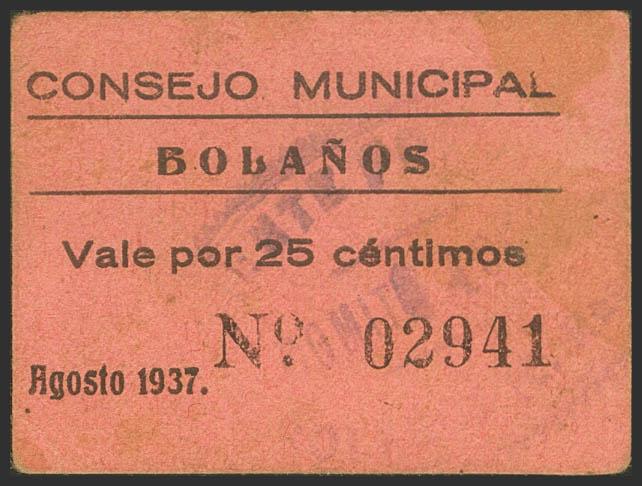 CONSEJO MUNICIPAL
BOLAÑOS
Vale por 25 céntimos
Nº 02941
Agosto 1937.